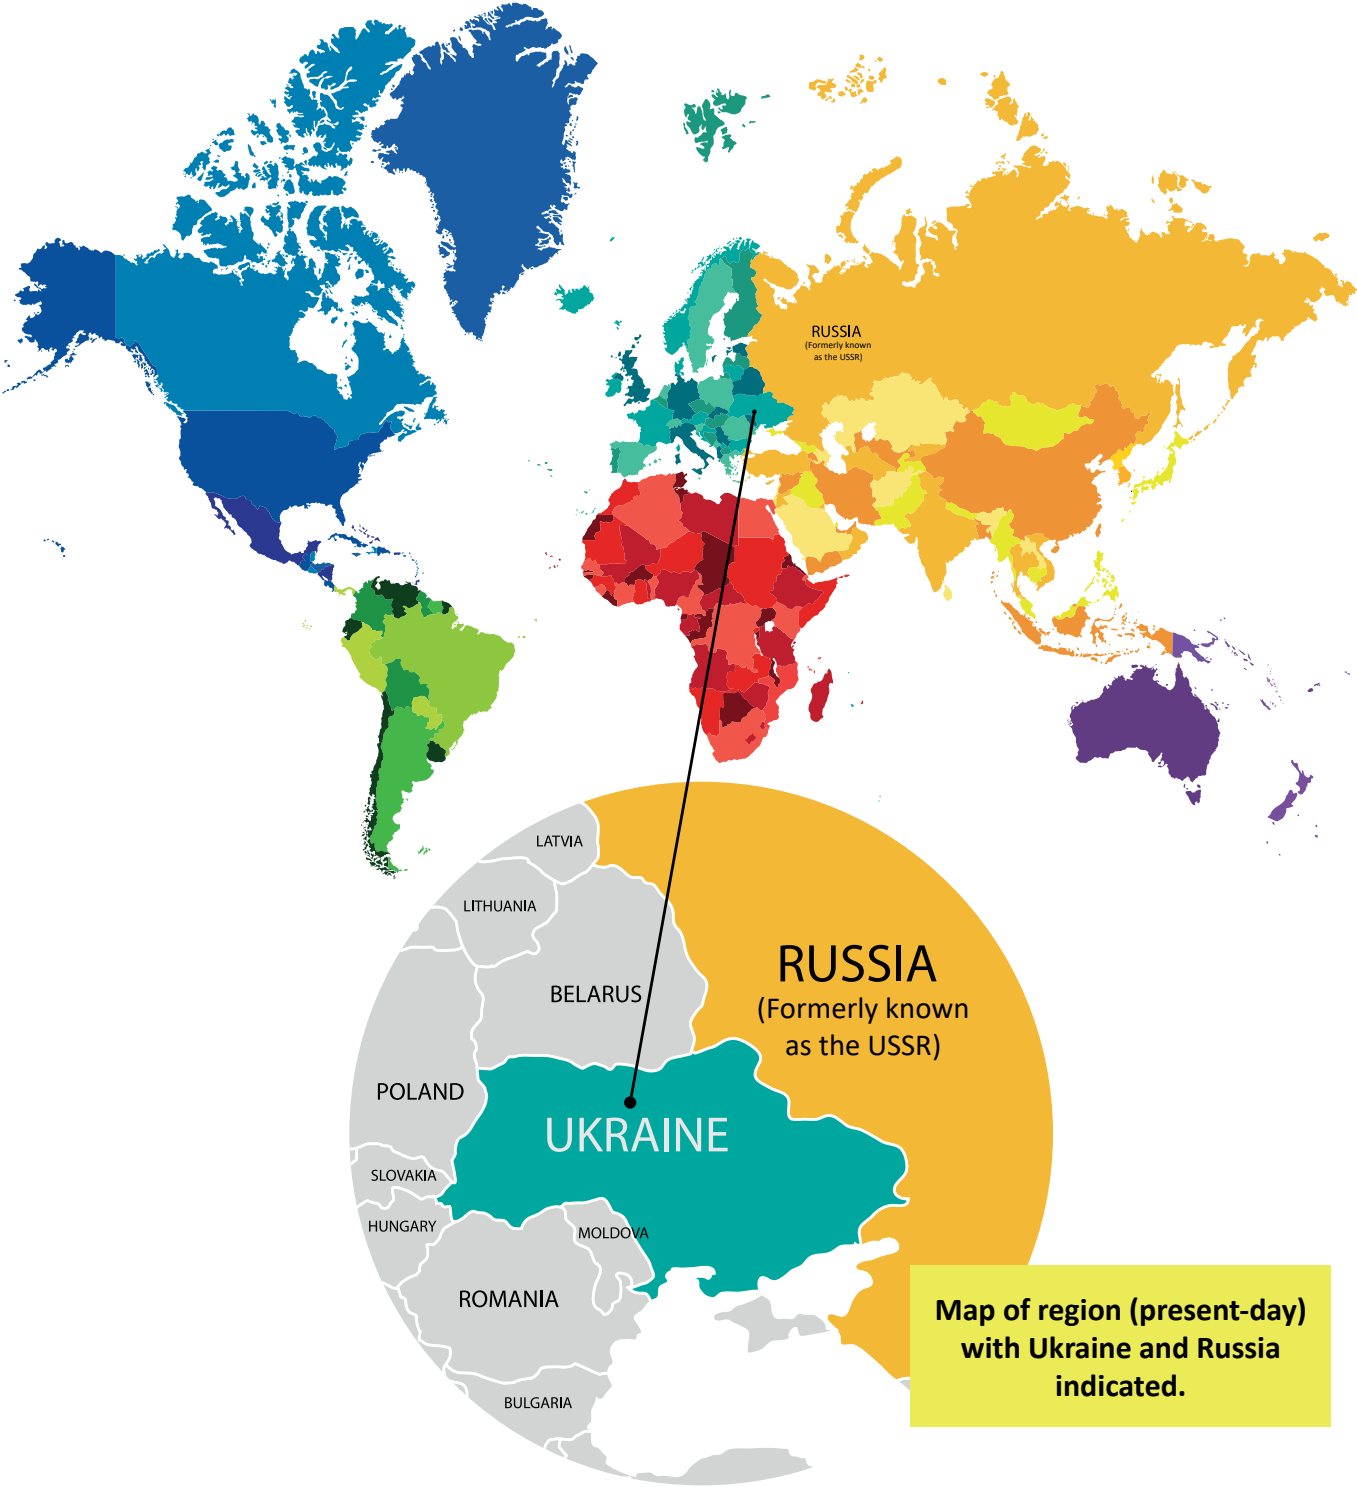 RUSSIA
(Formerly known
as the USSR)
LATVIA
LITHUANIA
RUSSIA
(Formerly known
as the USSR)
BELARUS
POLAND
UKRAINE
SLOVAKIA
HUNGARY
MOLDOVA
ROMANIA
BULGARIA
Map of region (present-day)
with Ukraine and Russia
indicated.